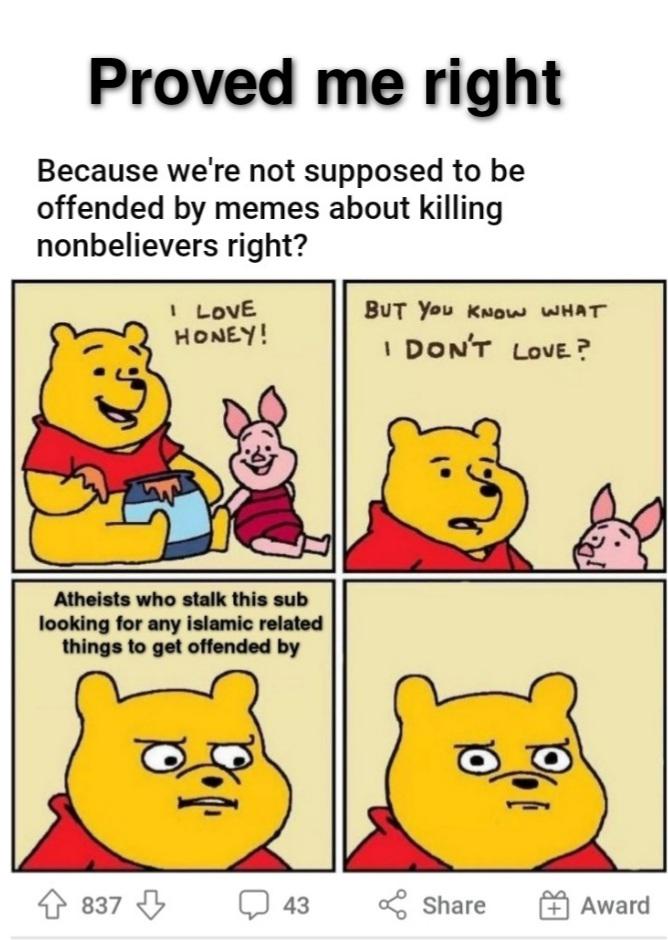 Proved me right
Because we're not supposed to be
offended by memes about killing
nonbelievers right?
I LOVE
HONEY!
BUT YOU KNOW WHAT
I DON'T LOVE?
Atheists who stalk this sub
looking for any islamic related
things to get offended by
837
43
Share
Award